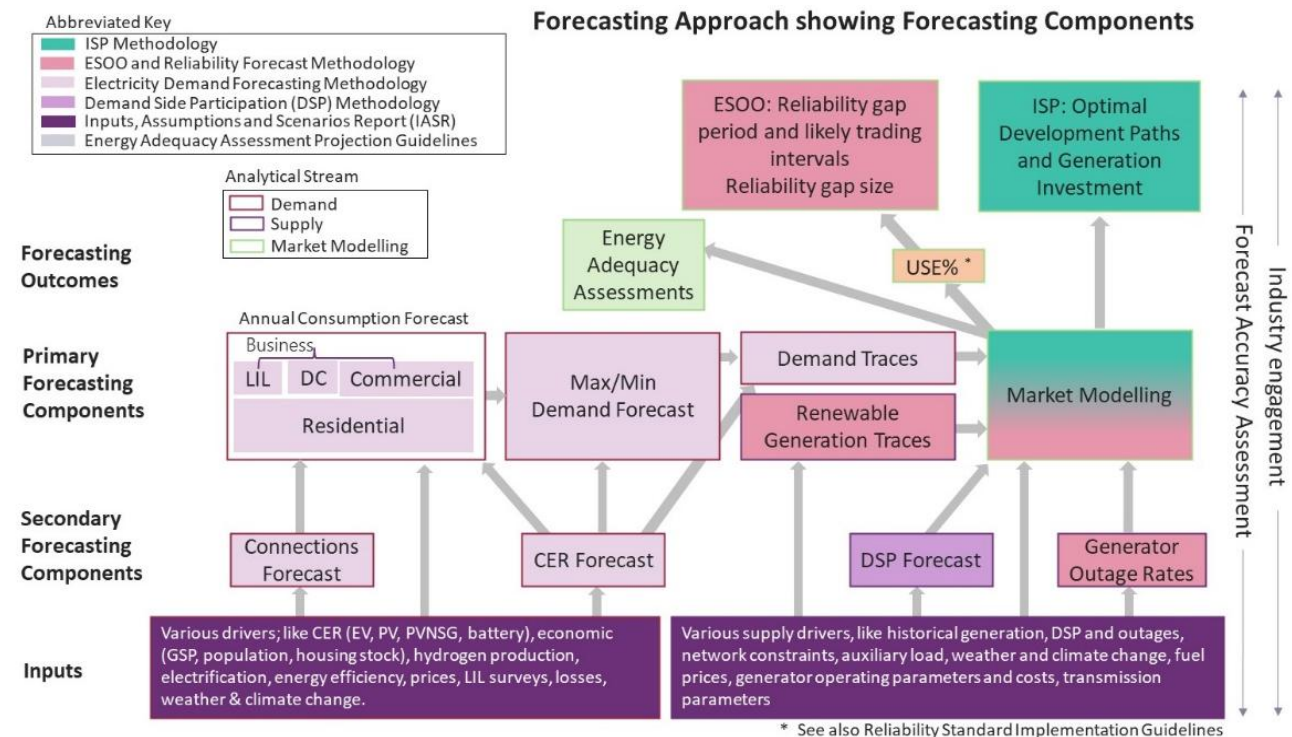 Forecasting Approach showing Forecasting Components
Abbreviated Key
ISP Methodology
ESOO and Reliability Forecast Methodology
Electricity Demand Forecasting Methodology
Demand Side Participation (DSP) Methodology
Inputs, Assumptions and Scenarios Report (IASR)
Energy Adequacy Assessment Projection Guidelines
Analytical Stream
Demand
Supply
Market Modelling
Forecasting
Outcomes
Energy
Adequacy
Assessments
ESOO: Reliability gap
period and likely trading
intervals
Reliability gap size
USE% *
ISP: Optimal
Development Paths
and Generation
Investment
Primary
Forecasting
Components
Annual Consumption Forecast
Business
LIL
DC
Commercial
Residential
Max/Min
Demand Forecast
Demand Traces
Renewable
Generation Traces
Market Modelling
Secondary
Forecasting
Components
Connections
Forecast
CER Forecast
DSP Forecast
Generator
Outage Rates
Inputs
Various drivers; like CER (EV, PV, PVNSG, battery), economic
(GSP, population, housing stock), hydrogen production,
electrification, energy efficiency, prices, LIL surveys, losses,
weather & climate change.
Various supply drivers, like historical generation, DSP and outages,
network constraints, auxiliary load, weather and climate change, fuel
prices, generator operating parameters and costs, transmission
parameters
Forecast Accuracy Assessment
Industry engagement
* See also Reliability Standard Implementation Guidelines